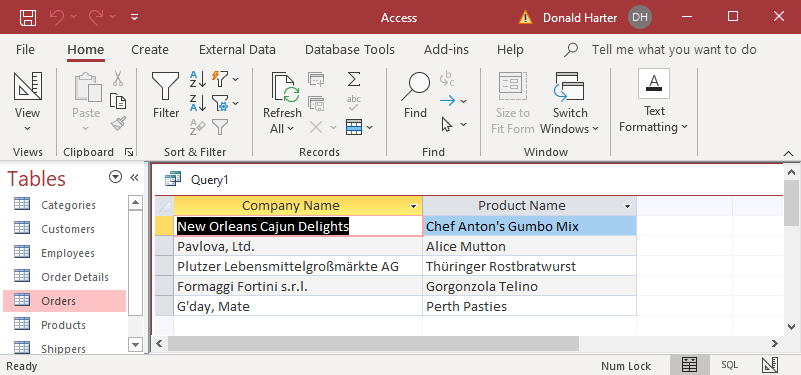 Access
Donald Harter DH
File Home Create External Data Database Tools Add-ins Help Tell me what you want to do
View
Views
Paste
Clipboard
Filter
Sort & Filter
Refresh
All
Records
Find
Find
Size to
Fit Form
Switch
Windows
Window
Text
Formatting
Tables
Categories
Customers
Employees
Order Details
Orders
Products
Shippers
Query1
Company Name Product Name
New Orleans Cajun Delights Chef Anton's Gumbo Mix
Pavlova, Ltd. Alice Mutton
Plutzer Lebensmittelgroßmärkte AG Thüringer Rostbratwurst
Formaggi Fortini s.r.l. Gorgonzola Telino
G'day, Mate Perth Pasties
Ready Num Lock SQL